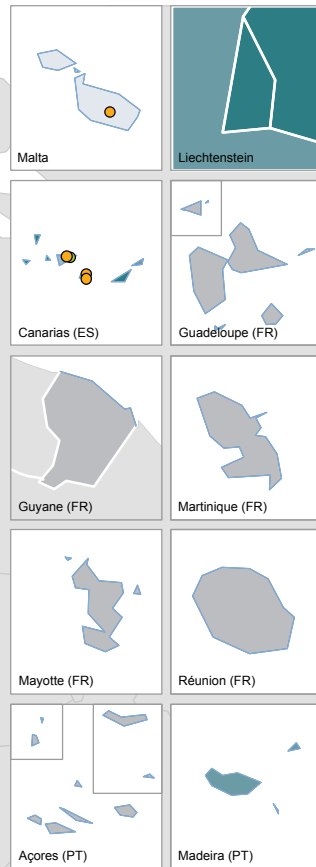 Malta
Liechtenstein
Canarias (ES)
Guadeloupe (FR)
Guyane (FR)
Martinique (FR)
Mayotte (FR)
Réunion (FR)
Açores (PT)
Madeira (PT)